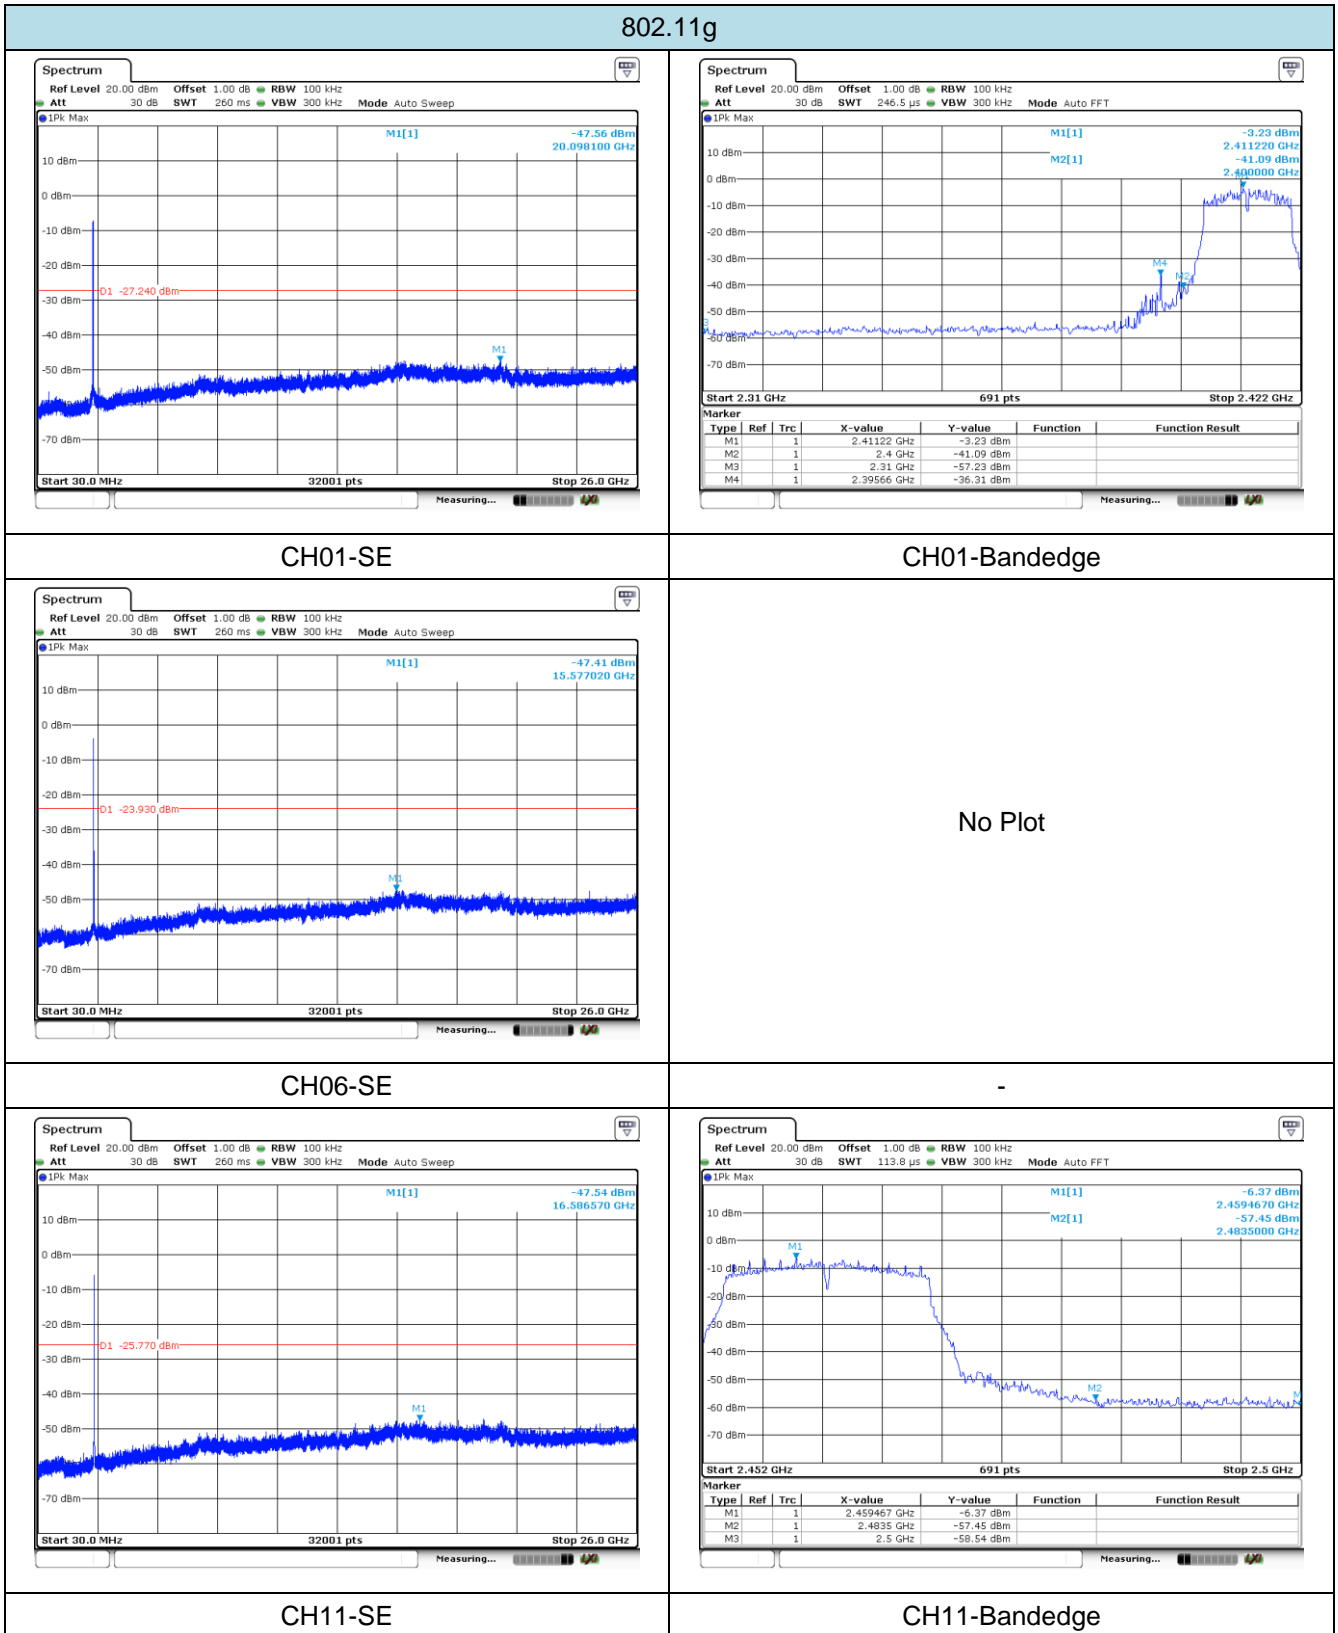 802.11g
Spectrum
Ref Level 20.00 dBm Offset 1.00 dB RBW 100 kHz
Att 30 dB SWT 260 ms VBW 300 kHz Mode Auto Sweep
1Pk Max
M1[1] -47.56 dBm
20.098100 GHz
10 dBm
0 dBm
-10 dBm
-20 dBm
D1 -27.240 dBm
-30 dBm
-40 dBm
M1
-50 dBm
-70 dBm
Start 30.0 MHz 32001 pts Stop 26.0 GHz
Measuring... LXI
CH01-SE
Spectrum
Ref Level 20.00 dBm Offset 1.00 dB RBW 100 kHz
Att 30 dB SWT 246.5 µs VBW 300 kHz Mode Auto FFT
1Pk Max
M1[1] -3.23 dBm
2.411220 GHz
10 dBm
M2[1] -41.09 dBm
2.400000 GHz
0 dBm
M1
-10 dBm
-20 dBm
-30 dBm
M4
M2
-40 dBm
-50 dBm
3
-60 dBm
-70 dBm
Start 2.31 GHz 691 pts Stop 2.422 GHz
Marker
Type Ref Trc X-value Y-value Function Function Result
M1 1 2.41122 GHz -3.23 dBm
M2 1 2.4 GHz -41.09 dBm
M3 1 2.31 GHz -57.23 dBm
M4 1 2.39566 GHz -36.31 dBm
Measuring... LXI
CH01-Bandedge
Spectrum
Ref Level 20.00 dBm Offset 1.00 dB RBW 100 kHz
Att 30 dB SWT 260 ms VBW 300 kHz Mode Auto Sweep
1Pk Max
M1[1] -47.41 dBm
15.577020 GHz
10 dBm
0 dBm
-10 dBm
-20 dBm
D1 -23.930 dBm
-30 dBm
-40 dBm
M1
-50 dBm
-70 dBm
Start 30.0 MHz 32001 pts Stop 26.0 GHz
Measuring... LXI
CH06-SE
No Plot
-
Spectrum
Ref Level 20.00 dBm Offset 1.00 dB RBW 100 kHz
Att 30 dB SWT 260 ms VBW 300 kHz Mode Auto Sweep
1Pk Max
M1[1] -47.54 dBm
16.586570 GHz
10 dBm
0 dBm
-10 dBm
-20 dBm
D1 -25.770 dBm
-30 dBm
-40 dBm
M1
-50 dBm
-70 dBm
Start 30.0 MHz 32001 pts Stop 26.0 GHz
Measuring... LXI
CH11-SE
Spectrum
Ref Level 20.00 dBm Offset 1.00 dB RBW 100 kHz
Att 30 dB SWT 113.8 µs VBW 300 kHz Mode Auto FFT
1Pk Max
M1[1] -6.37 dBm
2.4594670 GHz
10 dBm
M2[1] -57.45 dBm
2.4835000 GHz
0 dBm
M1
-10 dBm
-20 dBm
-30 dBm
-40 dBm
-50 dBm
M2
M
-60 dBm
-70 dBm
Start 2.452 GHz 691 pts Stop 2.5 GHz
Marker
Type Ref Trc X-value Y-value Function Function Result
M1 1 2.459467 GHz -6.37 dBm
M2 1 2.4835 GHz -57.45 dBm
M3 1 2.5 GHz -58.54 dBm
Measuring... LXI
CH11-Bandedge